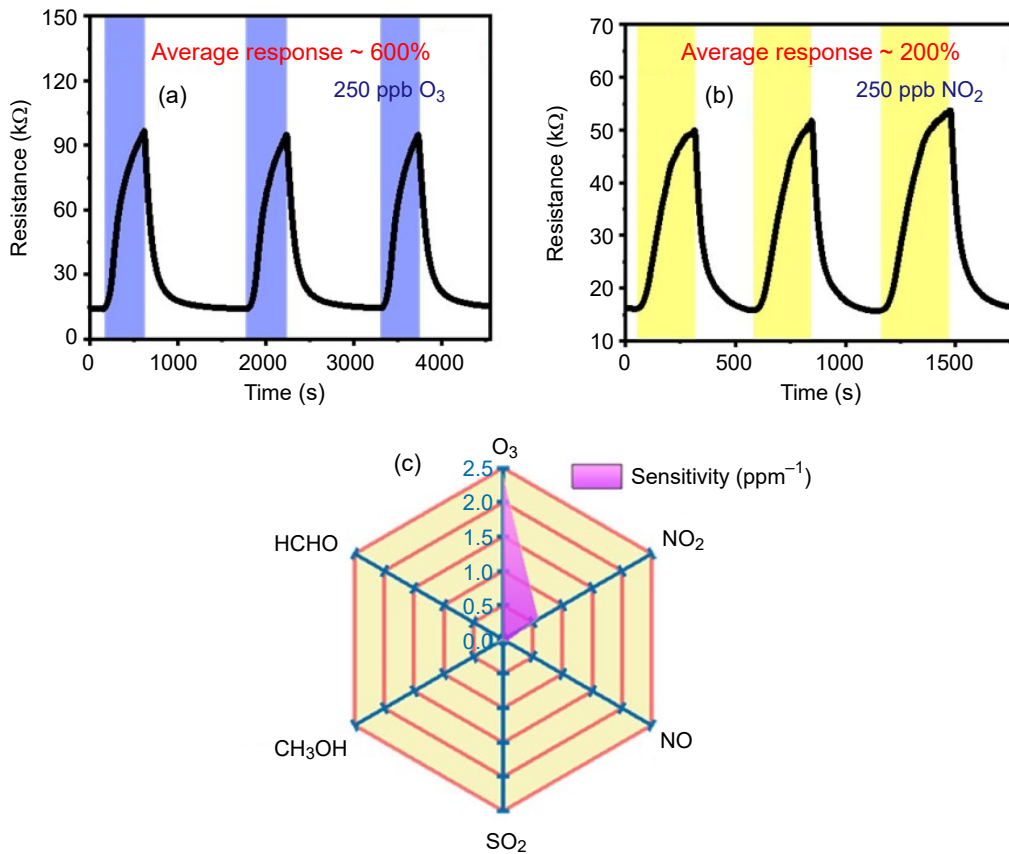 150
120
90
60
30
0
Resistance (kΩ)
Average response ~ 600%
(a)
250 ppb O₃
0
1000
2000
3000
4000
Time (s)
70
60
50
40
30
20
10
Resistance (kΩ)
Average response ~ 200%
(b)
250 ppb NO₂
0
500
1000
1500
Time (s)
(c)
O₃
2.5
2.0
1.5
1.0
0.5
0.0
Sensitivity (ppm⁻¹)
HCHO
NO₂
CH₃OH
NO
SO₂